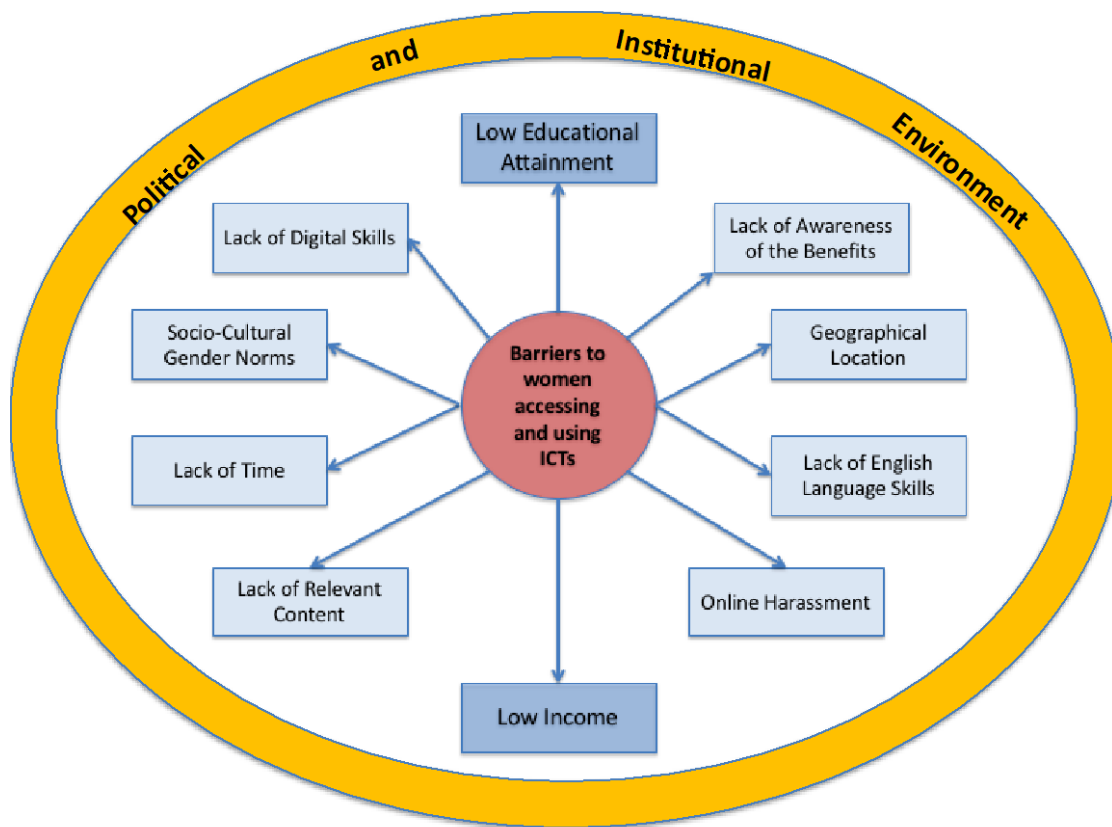 Political and Institutional Environment
Low Educational
Attainment
Lack of Digital Skills
Lack of Awareness
of the Benefits
Socio-Cultural
Gender Norms
Barriers to
women
accessing
and using
ICTs
Geographical
Location
Lack of Time
Lack of English
Language Skills
Lack of Relevant
Content
Online Harassment
Low Income